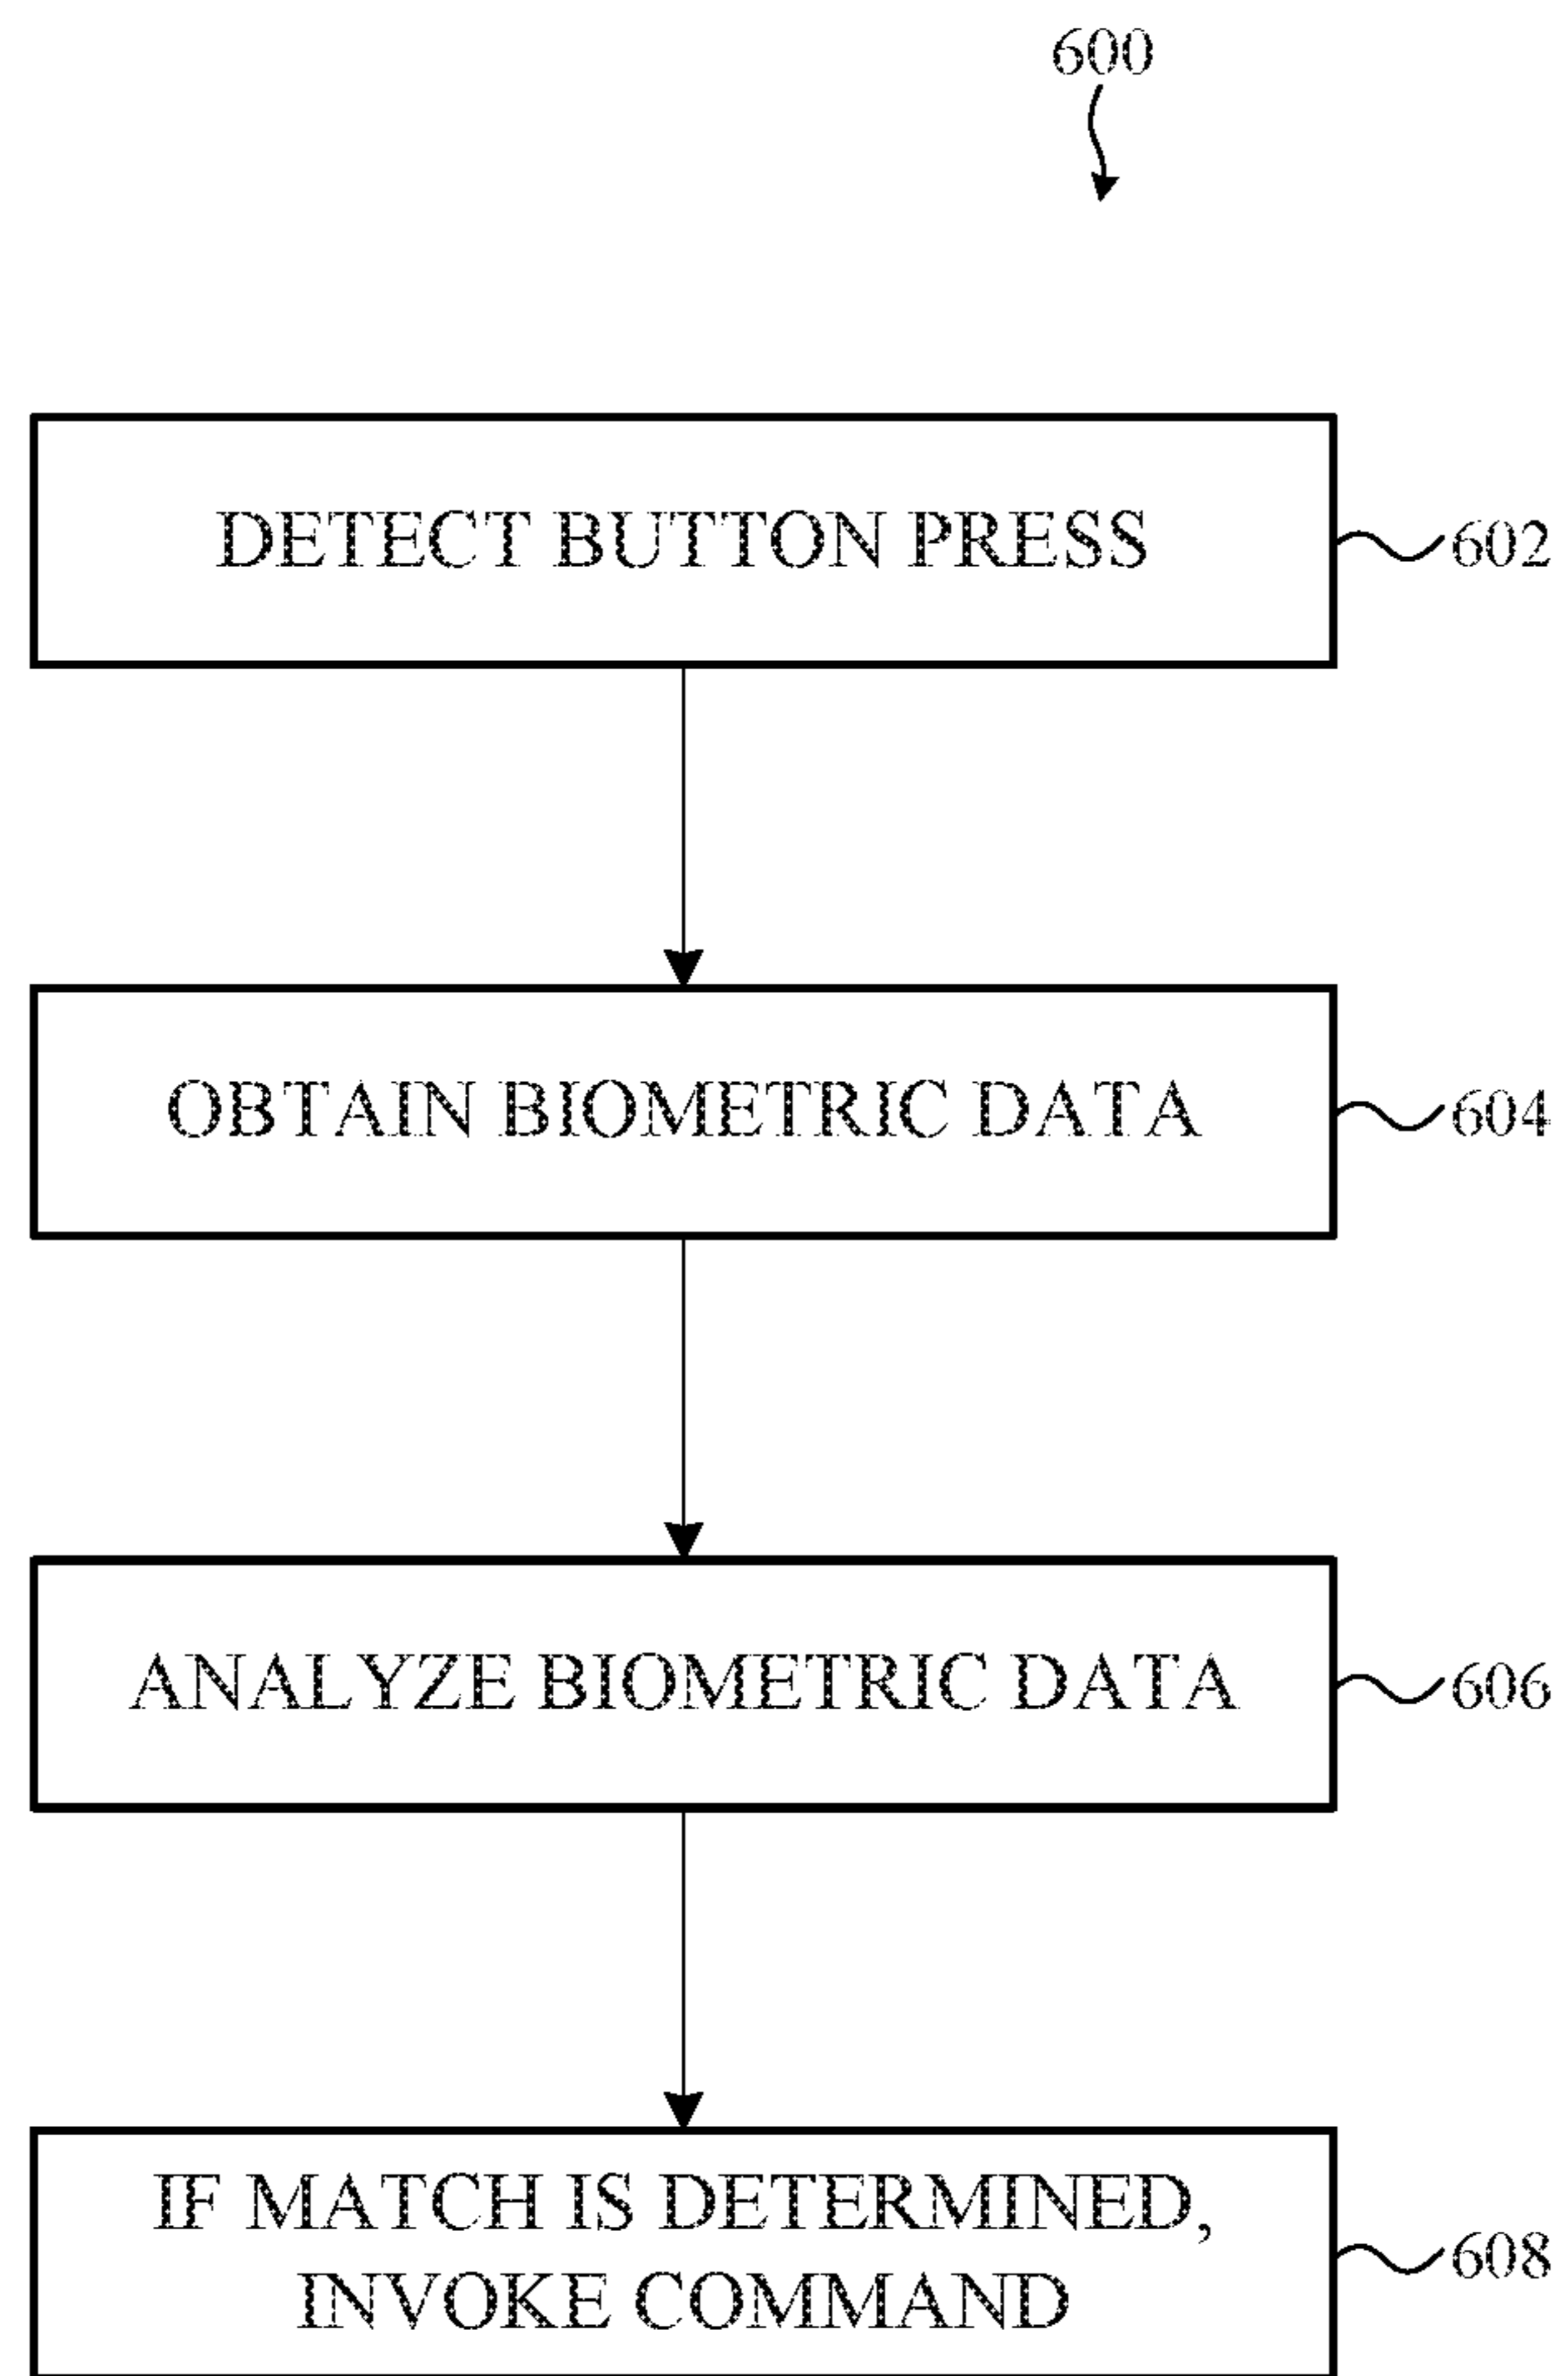 600
DETECT BUTTON PRESS
602
OBTAIN BIOMETRIC DATA
604
ANALYZE BIOMETRIC DATA
606
IF MATCH IS DETERMINED,
INVOKE COMMAND
608